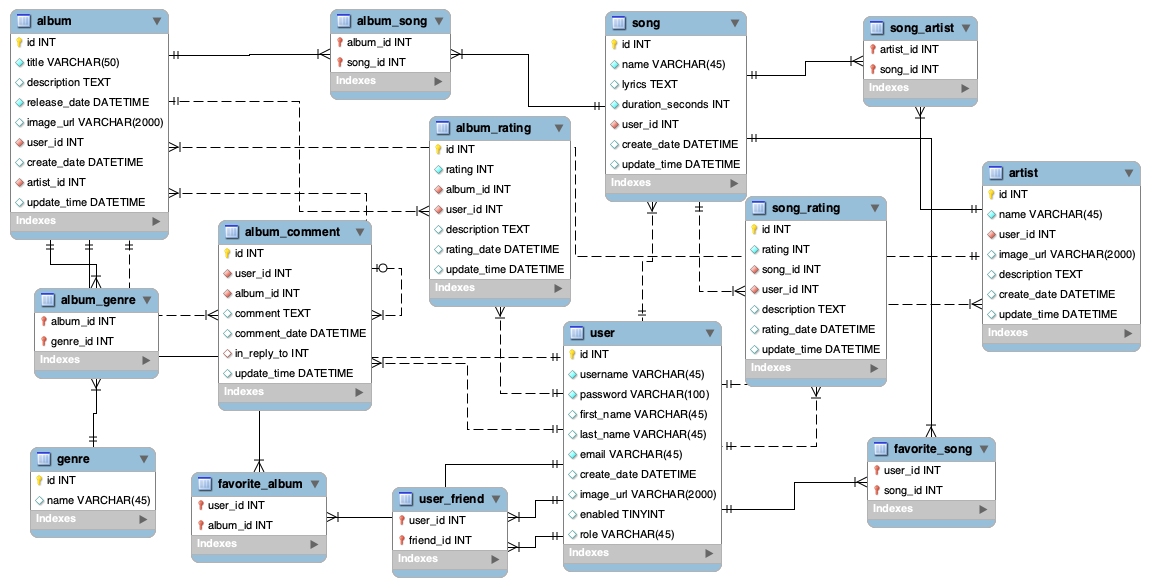 album
id INT
title VARCHAR(50)
description TEXT
release_date DATETIME
image_url VARCHAR(2000)
user_id INT
create_date DATETIME
artist_id INT
update_time DATETIME
Indexes
album_song
album_id INT
song_id INT
Indexes
song
id INT
name VARCHAR(45)
lyrics TEXT
duration_seconds INT
user_id INT
create_date DATETIME
update_time DATETIME
Indexes
song_artist
artist_id INT
song_id INT
Indexes
album_rating
id INT
rating INT
album_id INT
user_id INT
description TEXT
rating_date DATETIME
update_time DATETIME
Indexes
artist
id INT
name VARCHAR(45)
user_id INT
image_url VARCHAR(2000)
description TEXT
create_date DATETIME
update_time DATETIME
Indexes
song_rating
id INT
rating INT
song_id INT
user_id INT
description TEXT
rating_date DATETIME
update_time DATETIME
Indexes
album_comment
id INT
user_id INT
album_id INT
comment TEXT
comment_date DATETIME
in_reply_to INT
update_time DATETIME
Indexes
album_genre
album_id INT
genre_id INT
Indexes
user
id INT
username VARCHAR(45)
password VARCHAR(100)
first_name VARCHAR(45)
last_name VARCHAR(45)
email VARCHAR(45)
create_date DATETIME
image_url VARCHAR(2000)
enabled TINYINT
role VARCHAR(45)
Indexes
genre
id INT
name VARCHAR(45)
Indexes
favorite_album
user_id INT
album_id INT
Indexes
user_friend
user_id INT
friend_id INT
Indexes
favorite_song
user_id INT
song_id INT
Indexes